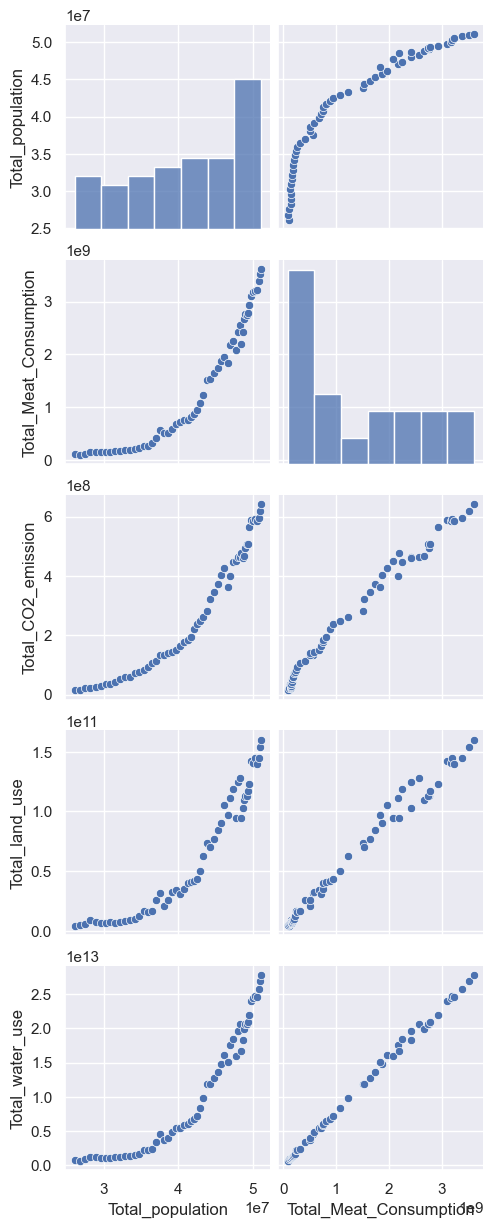 1e7
5.0
4.5
4.0
3.5
3.0
2.5
Total_population
1e9
3
2
1
0
Total_Meat_Consumption
1e8
6
4
2
0
Total_CO2_emission
1e11
1.5
1.0
0.5
0.0
Total_land_use
1e13
2.5
2.0
1.5
1.0
0.5
0.0
Total_water_use
3 4 5
1e7
Total_population
0 1 2 3
1e9
Total_Meat_Consumption